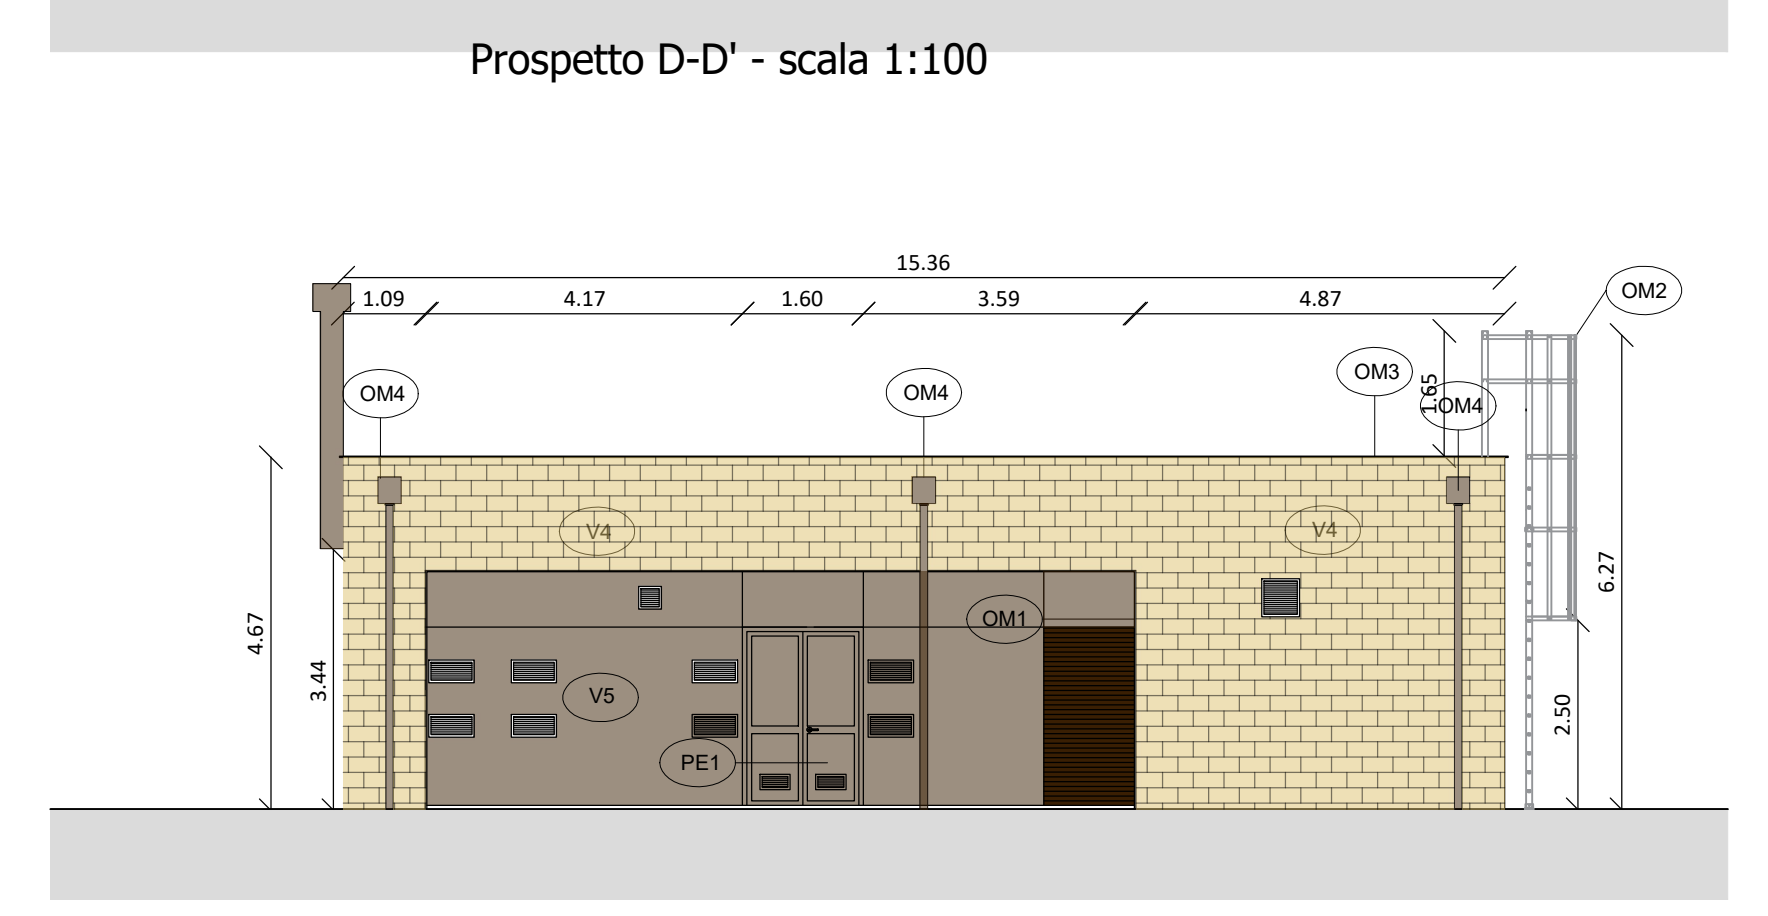 Prospetto D-D' - scala 1:100
15.36
1.09 4.17 1.60 3.59 4.87
OM2
OM3
1.65
OM4 OM4 OM4
V4 V4
6.27
OM1
4.67
3.44
V5
2.50
PE1